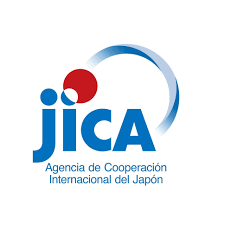 jICA
Agencia de Cooperación
Internacional del Japón